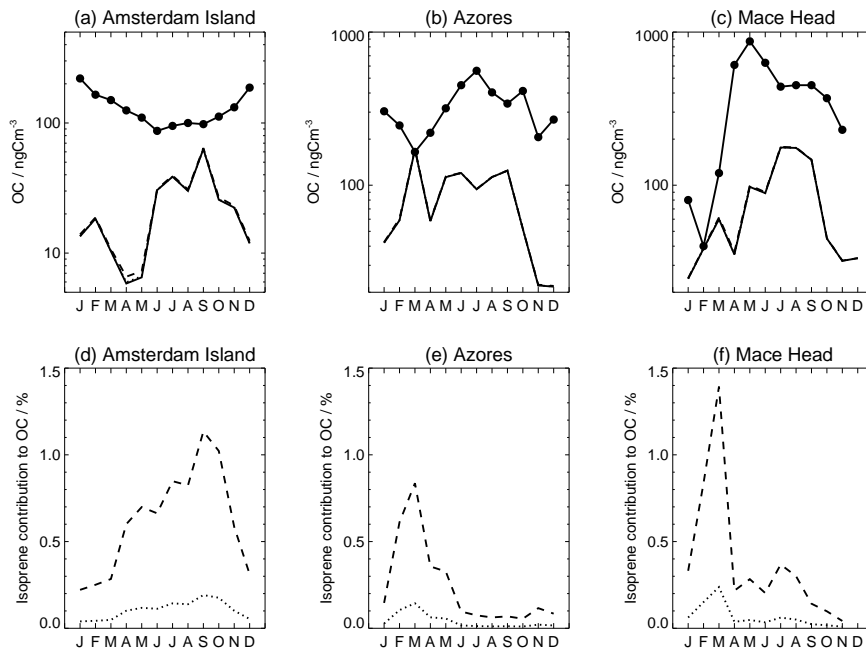 (a) Amsterdam Island
(b) Azores
(c) Mace Head
OC / ngCm⁻³
100
10
J F M A M J J A S O N D
OC / ngCm⁻³
1000
100
J F M A M J J A S O N D
OC / ngCm⁻³
1000
100
J F M A M J J A S O N D
(d) Amsterdam Island
(e) Azores
(f) Mace Head
Isoprene contribution to OC / %
1.5
1.0
0.5
0.0
J F M A M J J A S O N D
Isoprene contribution to OC / %
1.5
1.0
0.5
0.0
J F M A M J J A S O N D
Isoprene contribution to OC / %
1.5
1.0
0.5
0.0
J F M A M J J A S O N D